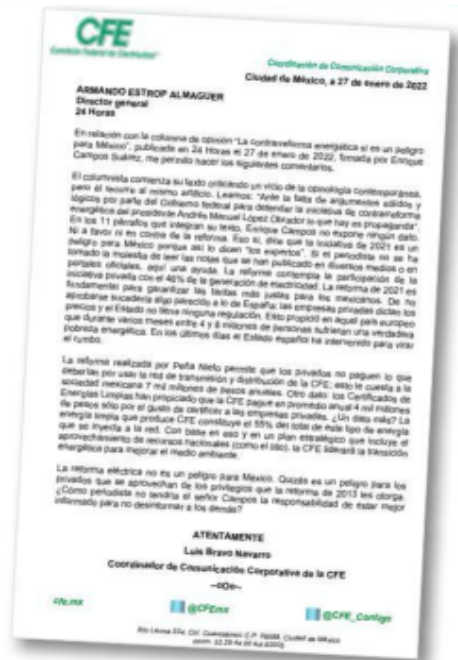 CFE
Comisión Federal de Electricidad
Coordinación de Comunicación Corporativa
Ciudad de México, a 27 de enero de 2022
ARMANDO ESTROP ALMAGUER
Director general
24 Horas
En relación con la columna de opinión "La contrarreforma energética sí es un peligro
para México", publicada en 24 Horas el 27 de enero de 2022, firmada por Enrique
Campos Suárez, me permito hacer los siguientes comentarios.
El columnista comienza su texto criticando un vicio de la opinología contemporánea,
pero él recurre al mismo artificio. Leamos: "Ante la falta de argumentos sólidos y
lógicos por parte del Gobierno federal para defender la iniciativa de contrarreforma
energética del presidente Andrés Manuel López Obrador lo que hay es propaganda".
En los 11 párrafos que integran su texto, Enrique Campos no expone ningún dato.
Ni a favor ni en contra de la reforma. Eso sí, dice que la iniciativa de 2021 es un
peligro para México porque así lo dicen "los expertos". Si el periodista se ha
tomado la molestia de leer las notas que se han publicado en diversos medios o en
portales oficiales, aquí una ayuda. La reforma contempla la participación de la
iniciativa privada con el 46% de la generación de electricidad. La reforma de 2021 es
fundamental para garantizar las tarifas más justas para los mexicanos. De no
aprobarse sucedería algo parecido a lo de España: las empresas privadas dictan los
precios y el Estado no tiene ninguna regulación. Esto propició en aquel país europeo
que durante varios meses entre 4 y 8 millones de personas sufrieran una verdadera
pobreza energética. En los últimos días el Estado español ha intervenido para virar
el rumbo.
La reforma realizada por Peña Nieto permite que los privados no paguen lo que
deberían por usar la red de transmisión y distribución de la CFE; esto le cuesta a la
sociedad mexicana 7 mil millones de pesos anuales. Otro dato: los Certificados de
Energías Limpias han propiciado que la CFE pague en promedio anual 4 mil millones
de pesos sólo por el gusto de certificar a las empresas privadas. ¿Un dato más? La
energía limpia que produce CFE constituye el 55% del total de este tipo de energía
que se inyecta a la red. Con base en eso y en un plan estratégico que incluye el
aprovechamiento de recursos nacionales (como el litio), la CFE liderará la transición
energética para mejorar el medio ambiente.
La reforma eléctrica no es un peligro para México. Quizás es un peligro para los
privados que se aprovechan de los privilegios que la reforma de 2013 les otorga.
¿Cómo periodista no tendría el señor Campos la responsabilidad de estar mejor
informado para no desinformar a los demás?
ATENTAMENTE
Luis Bravo Navarro
Coordinador de Comunicación Corporativa de la CFE
--oOo--
cfe.mx
@CFEmx
@CFE_Contigo
Ciudad de México